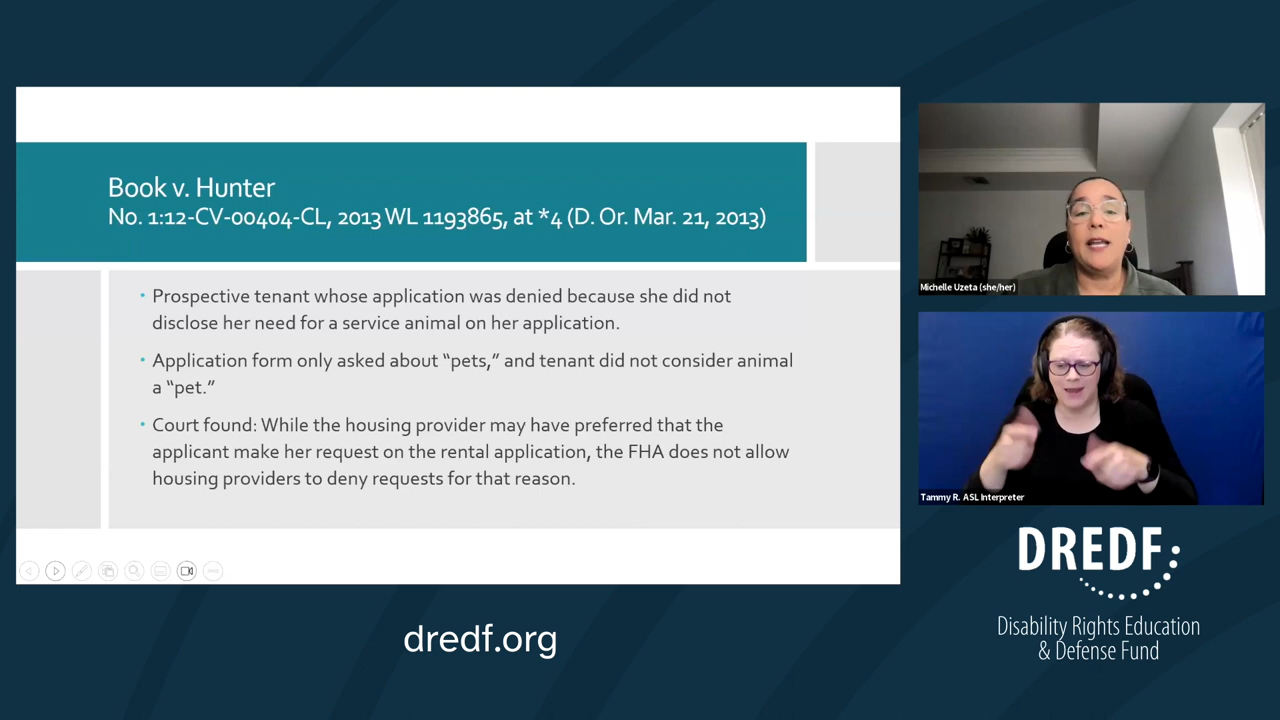 Book v. Hunter
No. 1:12-CV-00404-CL, 2013 WL 1193865, at *4 (D. Or. Mar. 21, 2013)
• Prospective tenant whose application was denied because she did not
disclose her need for a service animal on her application.
• Application form only asked about “pets,” and tenant did not consider animal
a “pet.”
• Court found: While the housing provider may have preferred that the
applicant make her request on the rental application, the FHA does not allow
housing providers to deny requests for that reason.
dredf.org
Michelle Uzeta (she/her)
Tammy R. ASL Interpreter
DREDF
Disability Rights Education
& Defense Fund